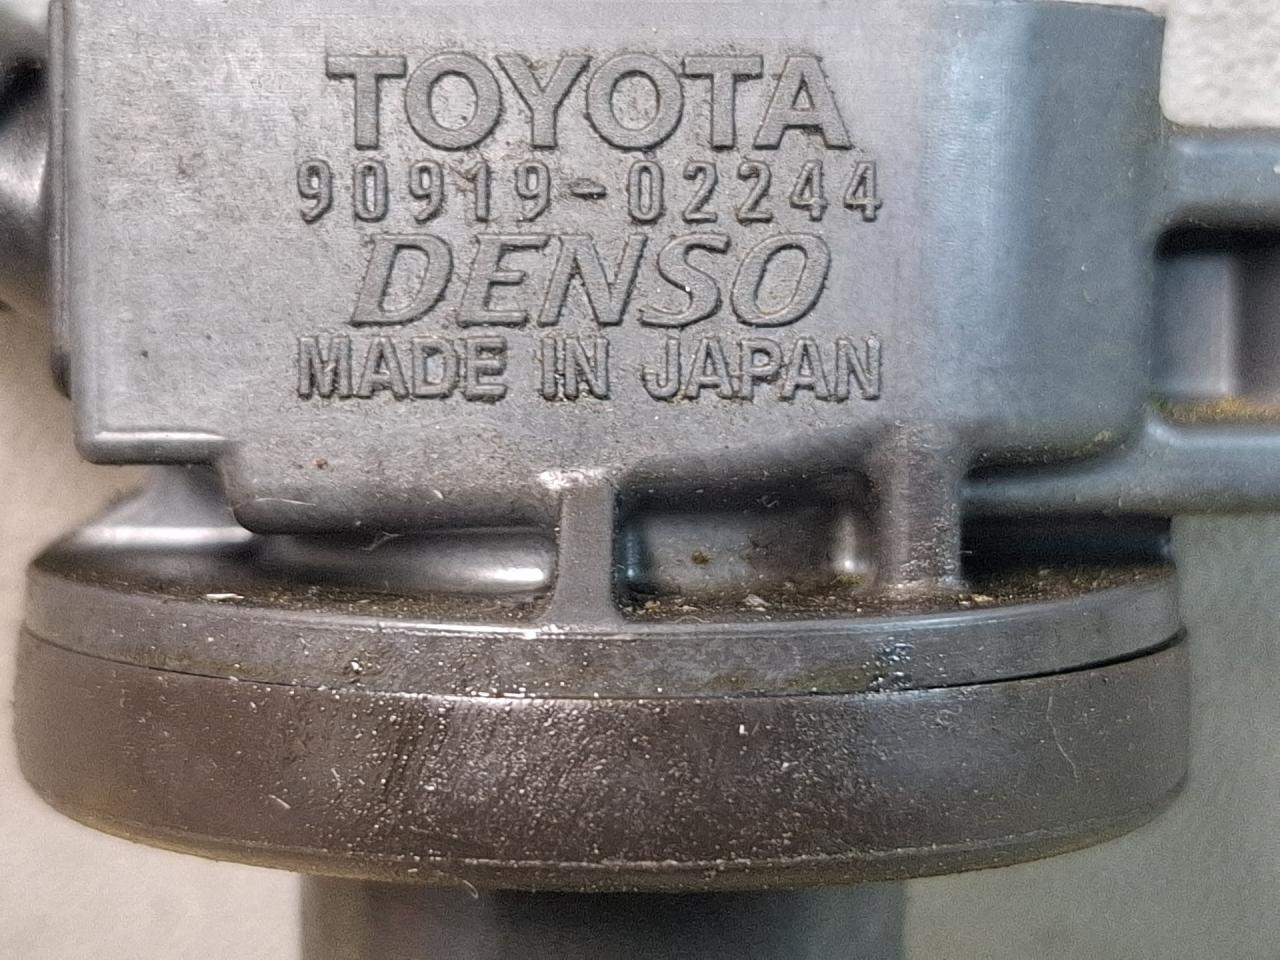 TOYOTA
90919-02244
DENSO
MADE IN JAPAN